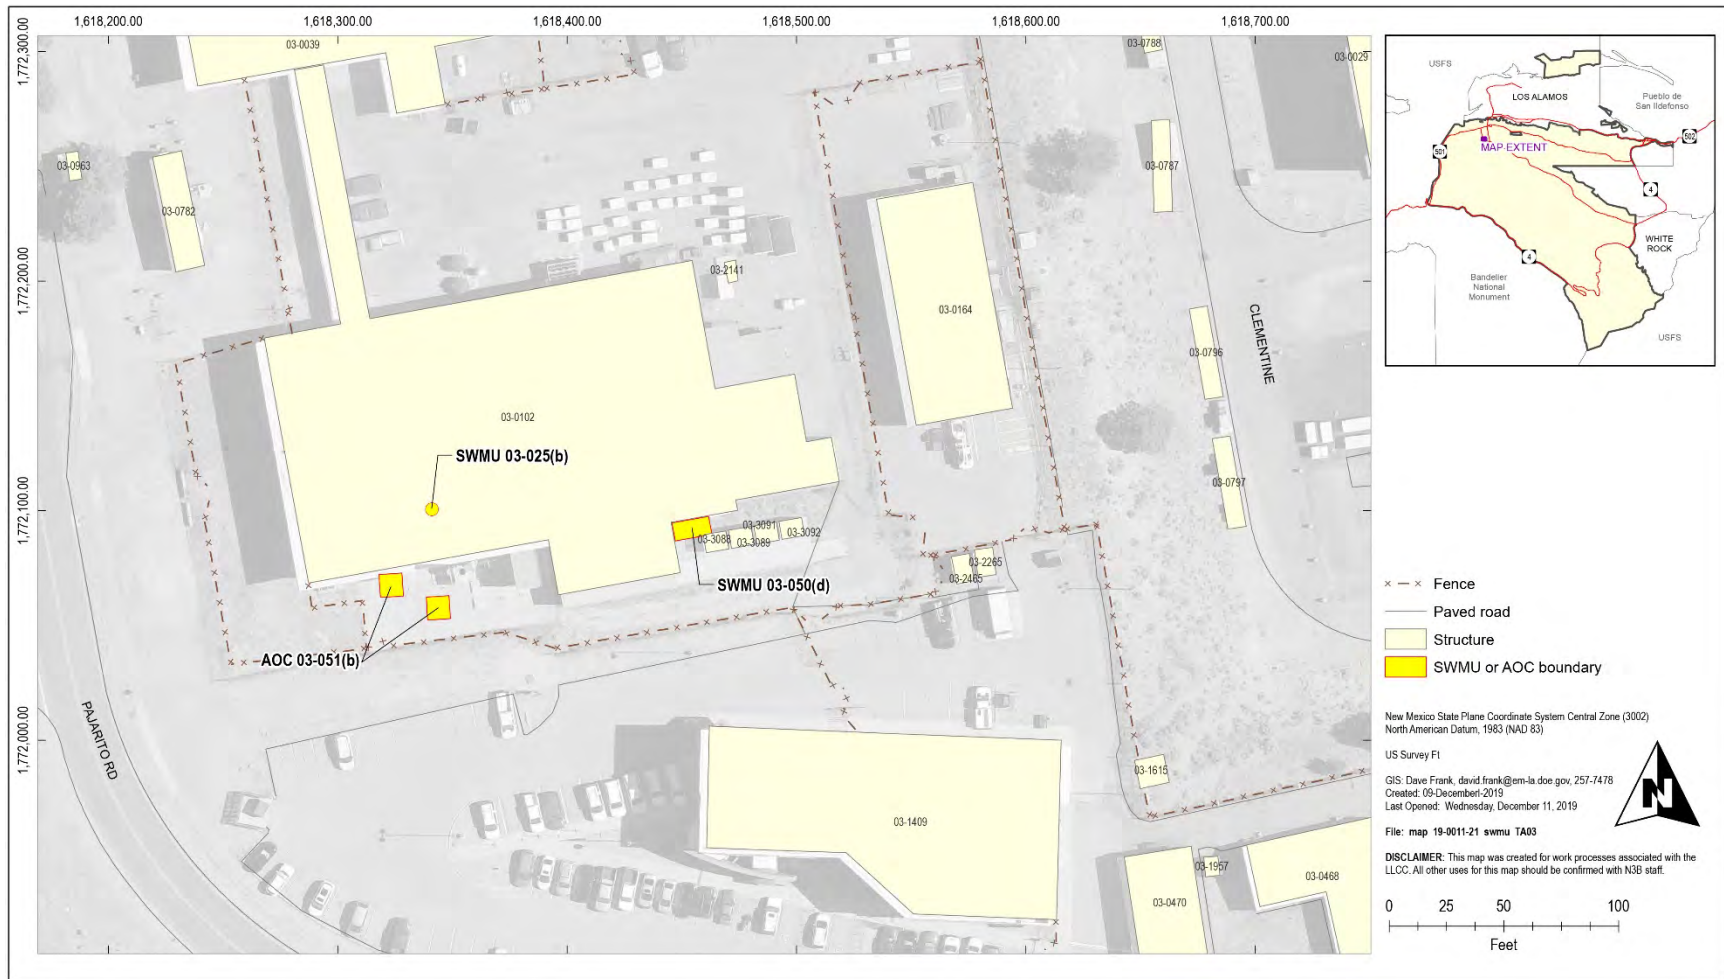 1,618,200.00
1,618,300.00
1,618,400.00
1,618,500.00
1,618,600.00
1,618,700.00
1,772,300.00
1,772,200.00
1,772,100.00
1,772,000.00
03-0039
03-0788
03-0029
03-0963
03-0782
03-0787
03-2141
03-0164
03-0796
CLEMENTINE
03-0102
SWMU 03-025(b)
03-0797
03-3091
03-3092
03-3088
03-3089
SWMU 03-050(d)
03-2265
03-2465
AOC 03-051(b)
PAJARITO RD
03-1615
03-1409
03-1957
03-0470
03-0468
USFS
LOS ALAMOS
Pueblo de
San Ildefonso
502
501
MAP EXTENT
4
WHITE
ROCK
4
Bandelier
National
Monument
USFS
Fence
Paved road
Structure
SWMU or AOC boundary
New Mexico State Plane Coordinate System Central Zone (3002)
North American Datum, 1983 (NAD 83)
US Survey Ft
GIS: Dave Frank, david.frank@em-la.doe.gov, 257-7478
Created: 09-Decemberl-2019
Last Opened: Wednesday, December 11, 2019
File: map 19-0011-21 swmu TA03
N
DISCLAIMER: This map was created for work processes associated with the
LLCC. All other uses for this map should be confirmed with N3B staff.
0 25 50 100
Feet